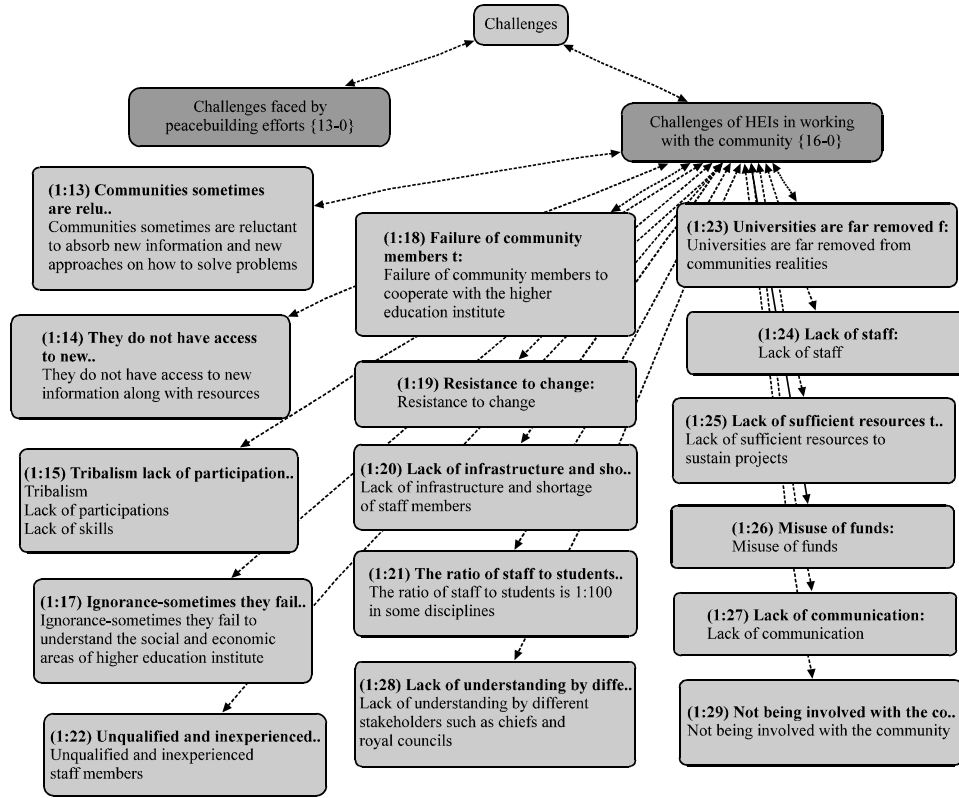 Challenges
Challenges faced by
peacebuilding efforts {13-0}
Challenges of HEIs in working
with the community {16-0}
(1:13) Communities sometimes
are relu..
Communities sometimes are reluctant
to absorb new information and new
approaches on how to solve problems
(1:14) They do not have access
to new..
They do not have access to new
information along with resources
(1:15) Tribalism lack of participation..
Tribalism
Lack of participations
Lack of skills
(1:17) Ignorance-sometimes they fail..
Ignorance-sometimes they fail to
understand the social and economic
areas of higher education institute
(1:22) Unqualified and inexperienced..
Unqualified and inexperienced
staff members
(1:18) Failure of community
members t:
Failure of community members to
cooperate with the higher
education institute
(1:19) Resistance to change:
Resistance to change
(1:20) Lack of infrastructure and sho..
Lack of infrastructure and shortage
of staff members
(1:21) The ratio of staff to students..
The ratio of staff to students is 1:100
in some disciplines
(1:28) Lack of understanding by diffe..
Lack of understanding by different
stakeholders such as chiefs and
royal councils
(1:23) Universities are far removed f:
Universities are far removed from
communities realities
(1:24) Lack of staff:
Lack of staff
(1:25) Lack of sufficient resources t..
Lack of sufficient resources to
sustain projects
(1:26) Misuse of funds:
Misuse of funds
(1:27) Lack of communication:
Lack of communication
(1:29) Not being involved with the co..
Not being involved with the community